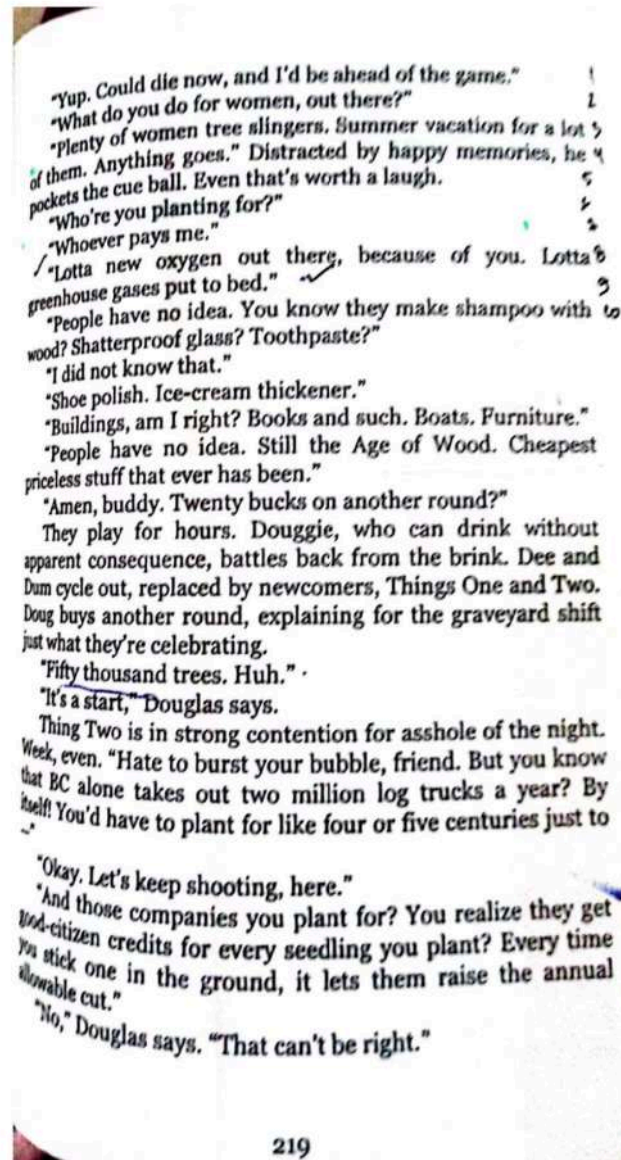 "Yup. Could die now, and I'd be ahead of the game." 1
"What do you do for women, out there?" 2
"Plenty of women tree slingers. Summer vacation for a lot
of them. Anything goes." Distracted by happy memories, he 4
pockets the cue ball. Even that's worth a laugh. 5
"Who're you planting for?"
"Whoever pays me."
"Lotta new oxygen out there, because of you. Lotta 8
greenhouse gases put to bed." 9
"People have no idea. You know they make shampoo with 10
wood? Shatterproof glass? Toothpaste?"
"I did not know that."
"Shoe polish. Ice-cream thickener."
"Buildings, am I right? Books and such. Boats. Furniture."
"People have no idea. Still the Age of Wood. Cheapest
priceless stuff that ever has been."
"Amen, buddy. Twenty bucks on another round?"
They play for hours. Douggie, who can drink without
apparent consequence, battles back from the brink. Dee and
Dum cycle out, replaced by newcomers, Things One and Two.
Doug buys another round, explaining for the graveyard shift
just what they're celebrating.
"Fifty thousand trees. Huh."
"It's a start," Douglas says.
Thing Two is in strong contention for asshole of the night.
Week, even. "Hate to burst your bubble, friend. But you know
that BC alone takes out two million log trucks a year? By
itself! You'd have to plant for like four or five centuries just to
—"
"Okay. Let's keep shooting, here."
"And those companies you plant for? You realize they get
good-citizen credits for every seedling you plant? Every time
you stick one in the ground, it lets them raise the annual
allowable cut."
"No," Douglas says. "That can't be right."
219